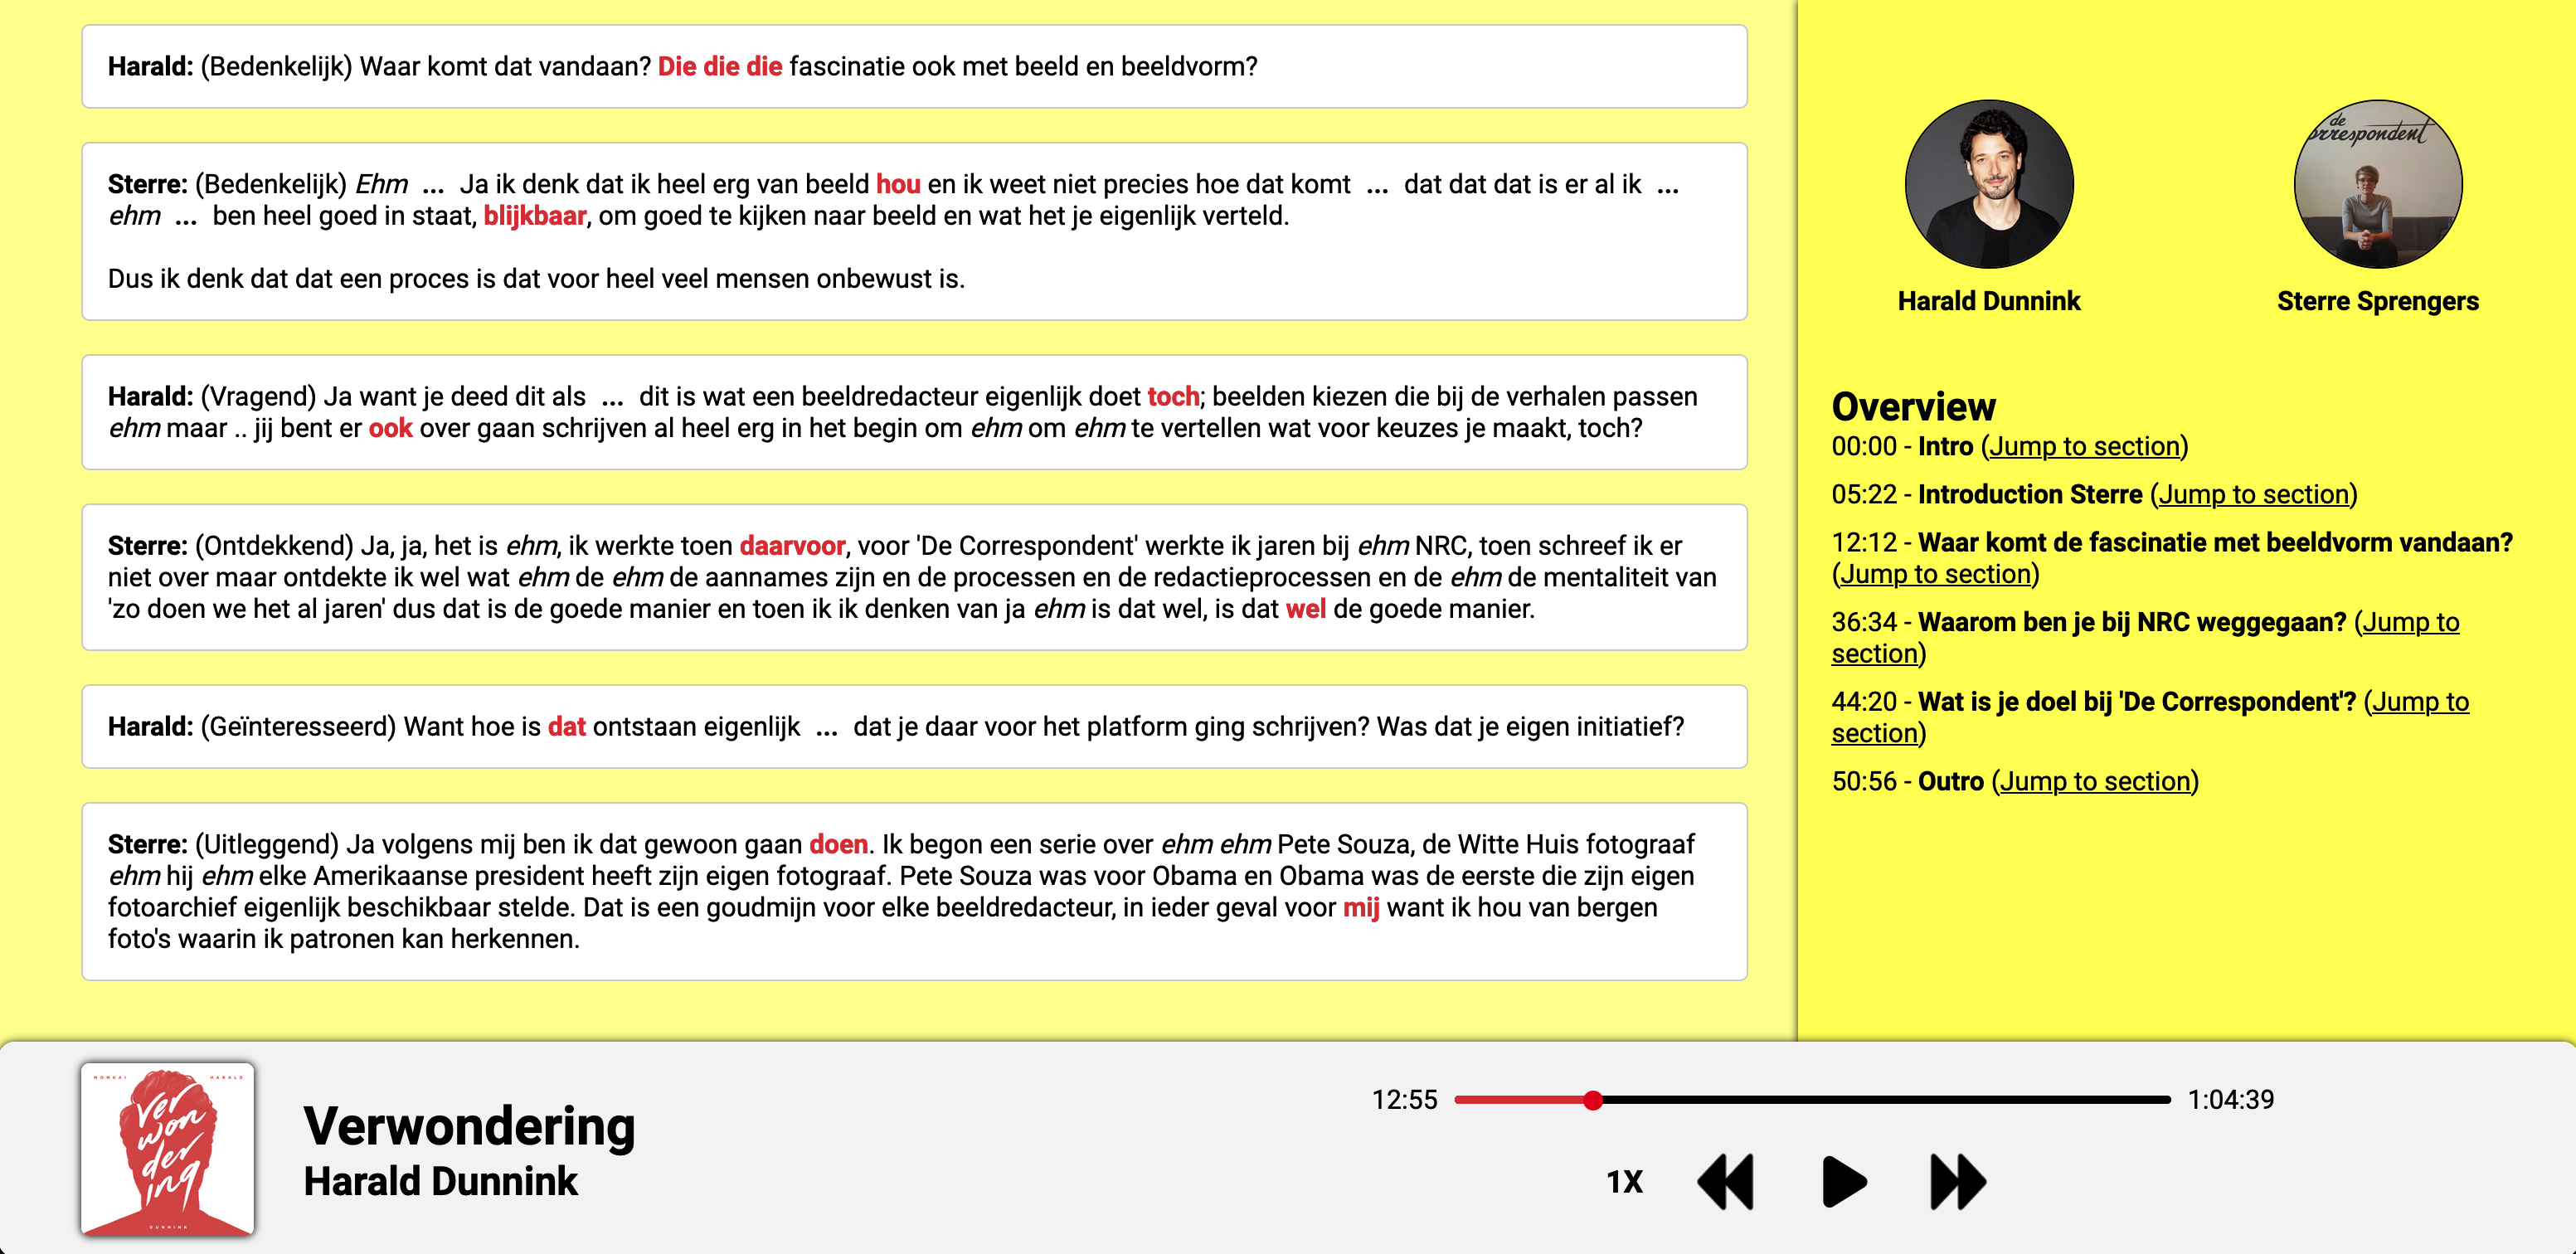 Harald: (Bedenkelijk) Waar komt dat vandaan? Die die die fascinatie ook met beeld en beeldvorm?
Sterre: (Bedenkelijk) Ehm ... Ja ik denk dat ik heel erg van beeld hou en ik weet niet precies hoe dat komt ... dat dat dat is er al ik ...
ehm ... ben heel goed in staat, blijkbaar, om goed te kijken naar beeld en wat het je eigenlijk verteld.
Dus ik denk dat dat een proces is dat voor heel veel mensen onbewust is.
Harald: (Vragend) Ja want je deed dit als ... dit is wat een beeldredacteur eigenlijk doet toch; beelden kiezen die bij de verhalen passen
ehm maar .. jij bent er ook over gaan schrijven al heel erg in het begin om ehm om ehm te vertellen wat voor keuzes je maakt, toch?
Sterre: (Ontdekkend) Ja, ja, het is ehm, ik werkte toen daarvoor, voor 'De Correspondent' werkte ik jaren bij ehm NRC, toen schreef ik er
niet over maar ontdekte ik wel wat ehm de ehm de aannames zijn en de processen en de redactieprocessen en de ehm de mentaliteit van
'zo doen we het al jaren' dus dat is de goede manier en toen ik ik denken van ja ehm is dat wel, is dat wel de goede manier.
Harald: (Geïnteresseerd) Want hoe is dat ontstaan eigenlijk ... dat je daar voor het platform ging schrijven? Was dat je eigen initiatief?
Sterre: (Uitleggend) Ja volgens mij ben ik dat gewoon gaan doen. Ik begon een serie over ehm ehm Pete Souza, de Witte Huis fotograaf
ehm hij ehm elke Amerikaanse president heeft zijn eigen fotograaf. Pete Souza was voor Obama en Obama was de eerste die zijn eigen
fotoarchief eigenlijk beschikbaar stelde. Dat is een goudmijn voor elke beeldredacteur, in ieder geval voor mij want ik hou van bergen
foto's waarin ik patronen kan herkennen.
de
orrespondent
Harald Dunnink
Sterre Sprengers
Overview
00:00 - Intro (Jump to section)
05:22 - Introduction Sterre (Jump to section)
12:12 - Waar komt de fascinatie met beeldvorm vandaan?
(Jump to section)
36:34 - Waarom ben je bij NRC weggegaan? (Jump to
section)
44:20 - Wat is je doel bij 'De Correspondent'? (Jump to
section)
50:56 - Outro (Jump to section)
MOMKAI HARALD
Ver
won
der
ing
DUNNINK
Verwondering
Harald Dunnink
12:55
1:04:39
1X